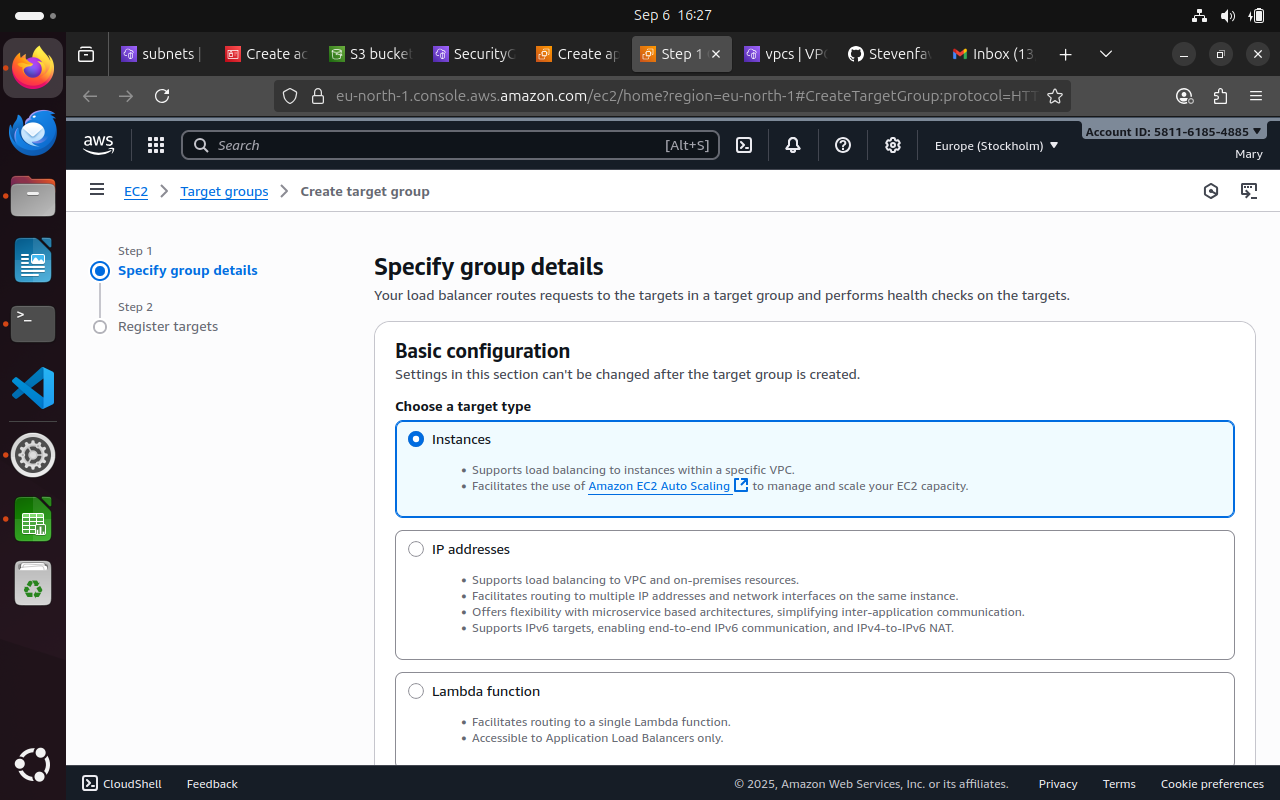 Sep 6 16:27
subnets |
Create ac
S3 bucke
SecurityG
Create ap
Step 1
vpcs | VP
Stevenfa
Inbox (13
eu-north-1.console.aws.amazon.com/ec2/home?region=eu-north-1#CreateTargetGroup:protocol=HTT
aws
Search
[Alt+S]
Europe (Stockholm)
Account ID: 5811-6185-4885
Mary
EC2 > Target groups > Create target group
Step 1
Specify group details
Step 2
Register targets
Specify group details
Your load balancer routes requests to the targets in a target group and performs health checks on the targets.
Basic configuration
Settings in this section can't be changed after the target group is created.
Choose a target type
Instances
• Supports load balancing to instances within a specific VPC.
• Facilitates the use of Amazon EC2 Auto Scaling to manage and scale your EC2 capacity.
IP addresses
• Supports load balancing to VPC and on-premises resources.
• Facilitates routing to multiple IP addresses and network interfaces on the same instance.
• Offers flexibility with microservice based architectures, simplifying inter-application communication.
• Supports IPv6 targets, enabling end-to-end IPv6 communication, and IPv4-to-IPv6 NAT.
Lambda function
• Facilitates routing to a single Lambda function.
• Accessible to Application Load Balancers only.
CloudShell
Feedback
© 2025, Amazon Web Services, Inc. or its affiliates.
Privacy
Terms
Cookie preferences